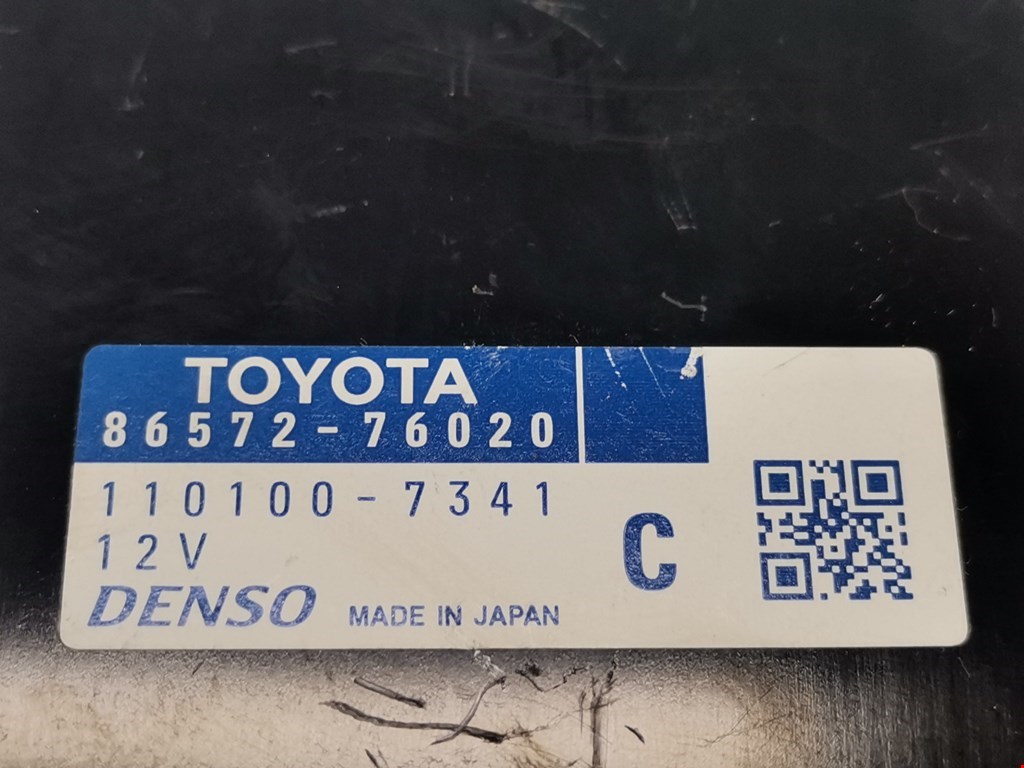 TOYOTA
86572-76020
110100-7341
12V
C
DENSO MADE IN JAPAN